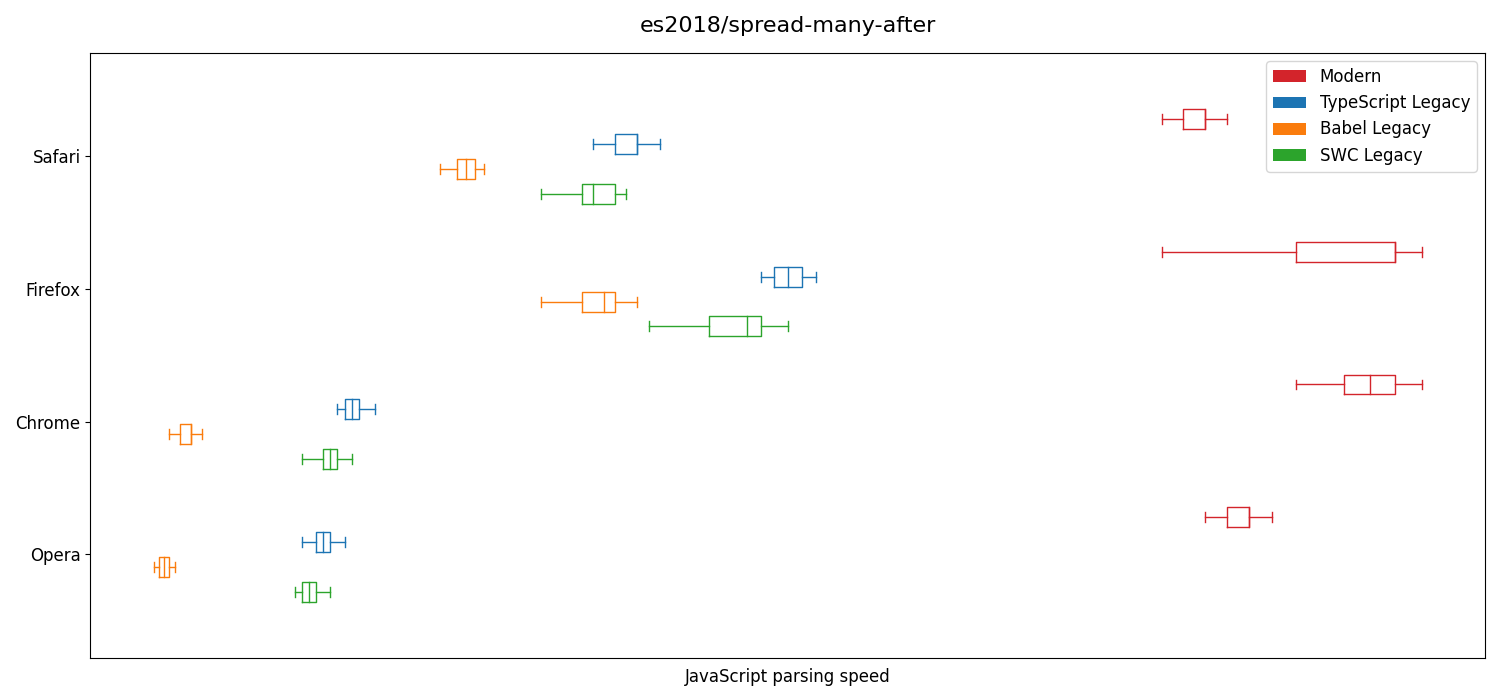 es2018/spread-many-after
Modern
TypeScript Legacy
Babel Legacy
SWC Legacy
Safari
Firefox
Chrome
Opera
JavaScript parsing speed